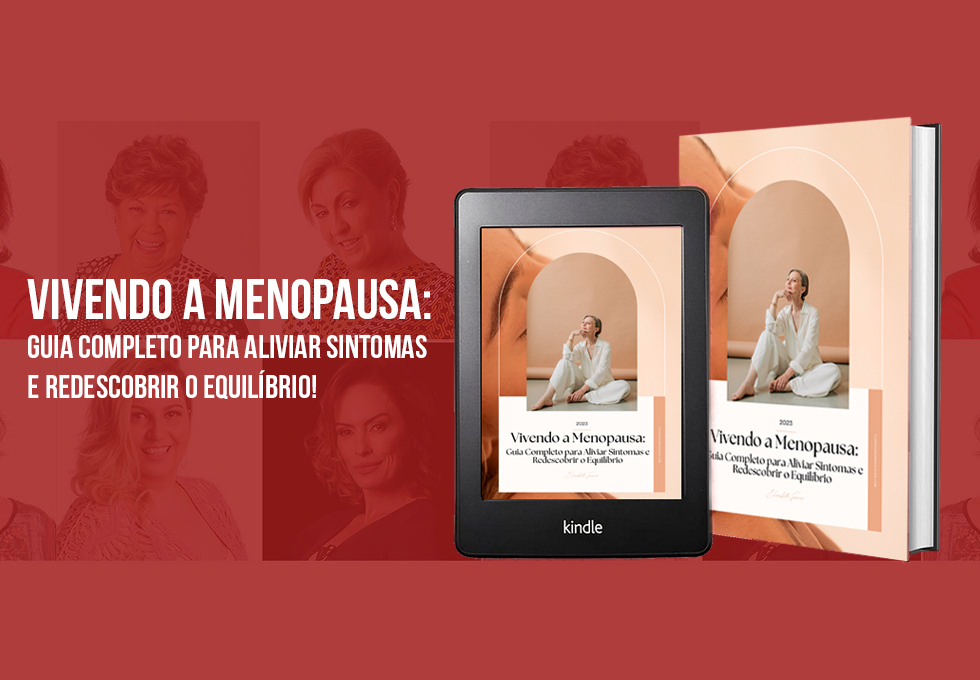 VIVENDO A MENOPAUSA:
GUIA COMPLETO PARA ALIVIAR SINTOMAS
E REDESCOBRIR O EQUILÍBRIO!
2023
Vivendo a Menopausa:
Guia Completo para Aliviar Sintomas e
Redescobrir o Equilíbrio
kindle
2023
Vivendo a Menopausa:
Guia Completo para Aliviar Sintomas e
Redescobrir o Equilíbrio